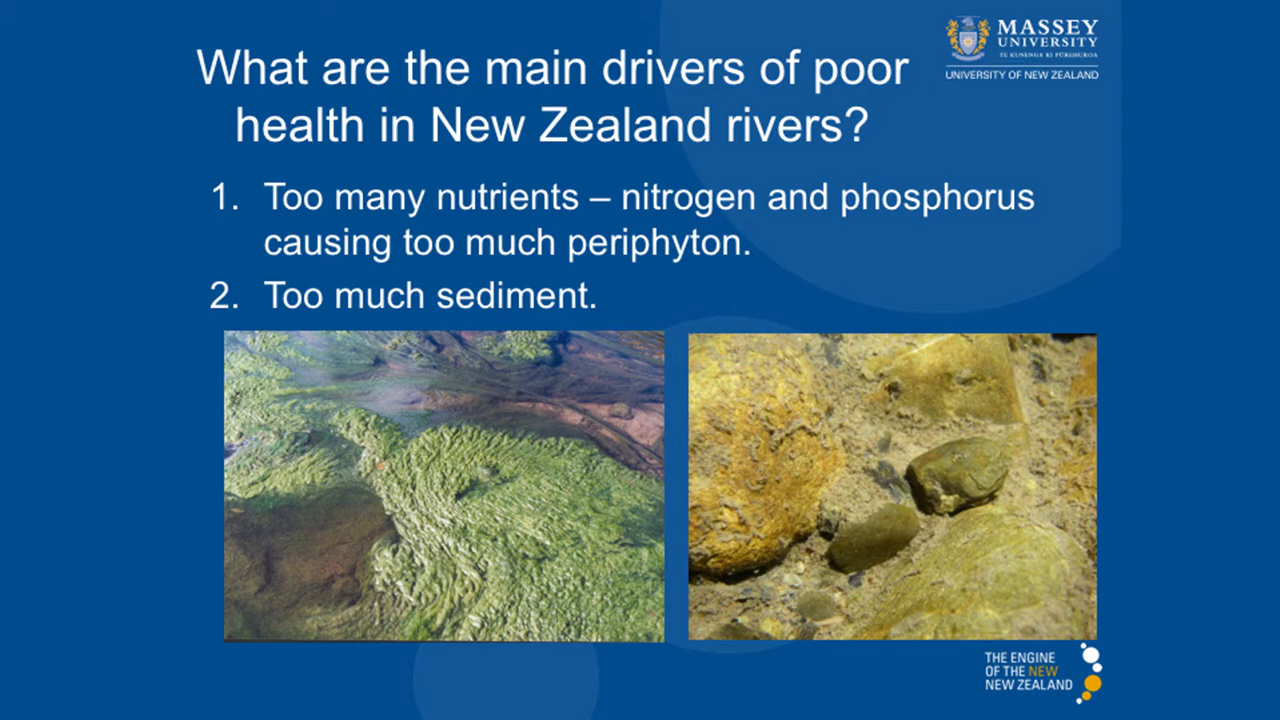 What are the main drivers of poor
health in New Zealand rivers?
MASSEY
UNIVERSITY
TE KUNENGA KI PŪREHUROA
UNIVERSITY OF NEW ZEALAND
1. Too many nutrients – nitrogen and phosphorus
causing too much periphyton.
2. Too much sediment.
THE ENGINE
OF THE NEW
NEW ZEALAND